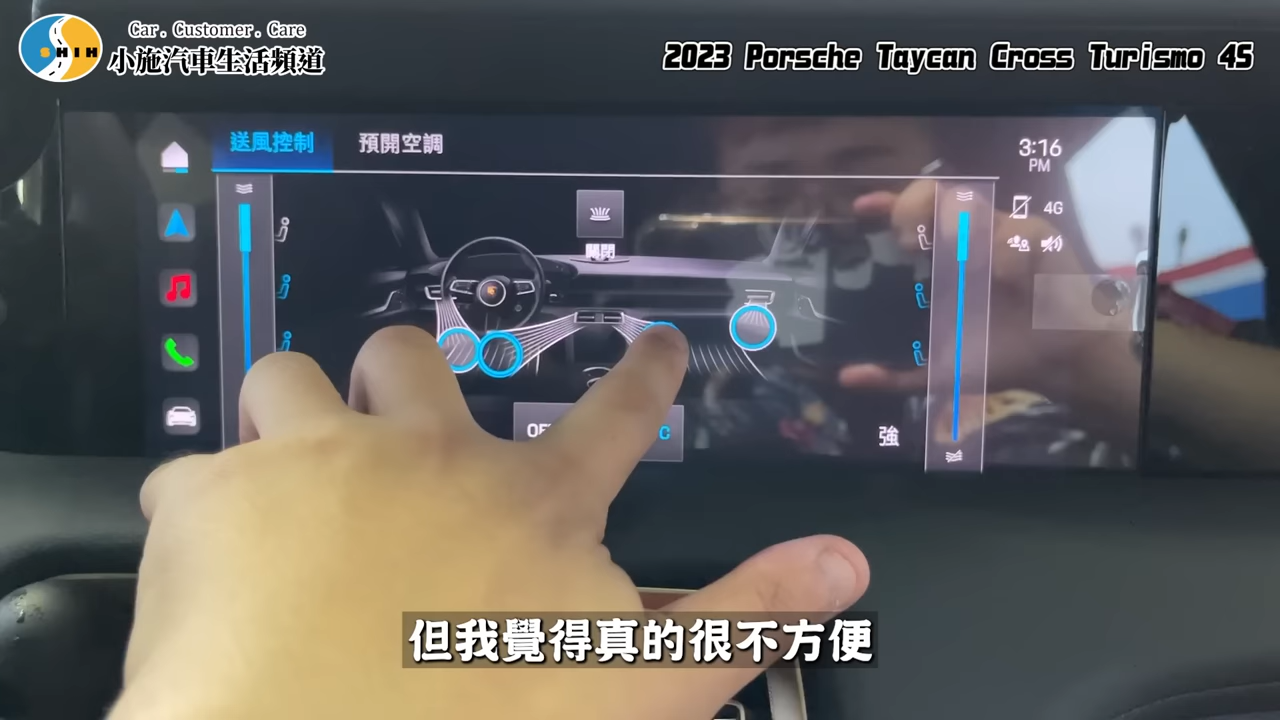 Car. Customer. Care
SHIH
小施汽車生活頻道
2023 Porsche Taycan Cross Turismo 4S
送風控制
預開空調
3:16
PM
4G
關閉
C
強
但我覺得真的很不方便